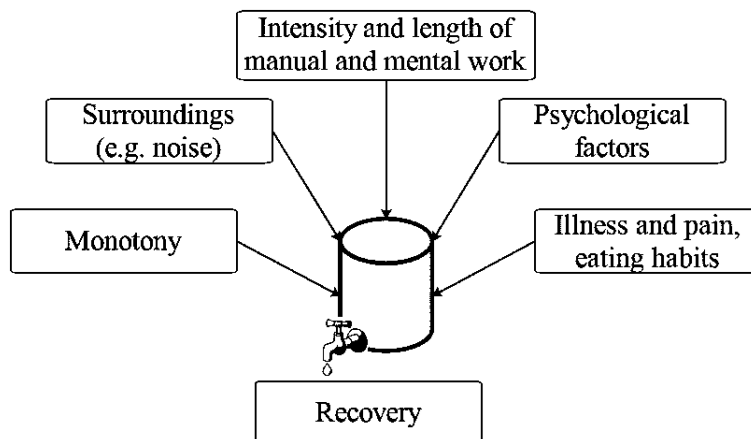 Intensity and length of
manual and mental work
Surroundings
(e.g. noise)
Psychological
factors
Monotony
Illness and pain,
eating habits
Recovery